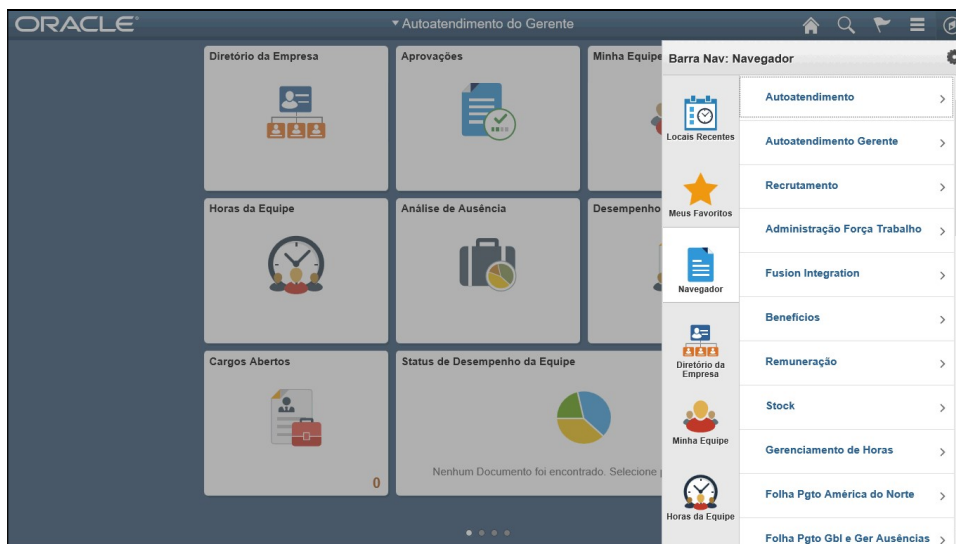 ORACLE
Autoatendimento do Gerente
Diretório da Empresa
Aprovações
Minha Equipe
Barra Nav: Navegador
Locais Recentes
Meus Favoritos
Navegador
Diretório da
Empresa
Minha Equipe
Horas da Equipe
Autoatendimento
Autoatendimento Gerente
Recrutamento
Administração Força Trabalho
Fusion Integration
Benefícios
Remuneração
Stock
Gerenciamento de Horas
Folha Pgto América do Norte
Folha Pgto Gbl e Ger Ausências
Horas da Equipe
Análise de Ausência
Desempenho
Cargos Abertos
0
Status de Desempenho da Equipe
Nenhum Documento foi encontrado. Selecione